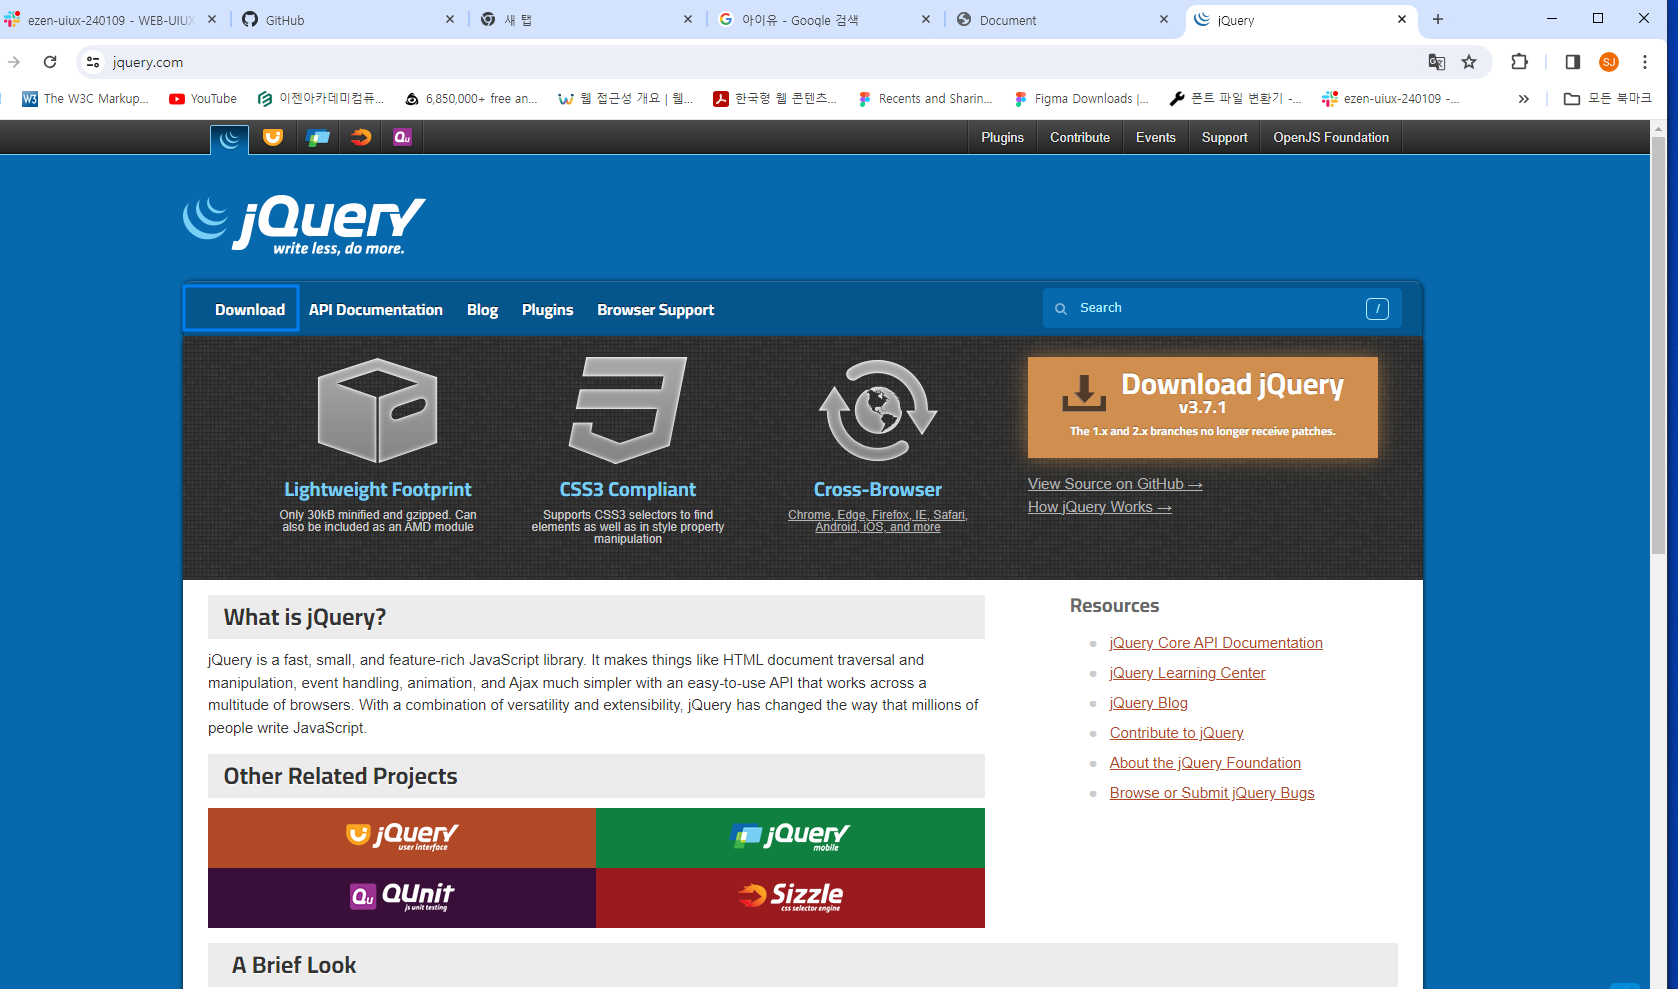 ezen-uiux-240109 - WEB-UIUX
GitHub
새 탭
아이유 - Google 검색
Document
jQuery
jquery.com
SJ
W3 The W3C Markup...
YouTube
이젠아카데미컴퓨...
6,850,000+ free an...
웹 접근성 개요 | 웹...
한국형 웹 콘텐츠...
Recents and Sharin...
Figma Downloads |...
폰트 파일 변환기 -...
ezen-uiux-240109 -...
모든 북마크
Qu
Plugins
Contribute
Events
Support
OpenJS Foundation
jQuery
write less, do more.
Download
API Documentation
Blog
Plugins
Browser Support
Search
/
Lightweight Footprint
Only 30kB minified and gzipped. Can
also be included as an AMD module
CSS3 Compliant
Supports CSS3 selectors to find
elements as well as in style property
manipulation
Cross-Browser
Chrome, Edge, Firefox, IE, Safari,
Android, iOS, and more
Download jQuery
v3.7.1
The 1.x and 2.x branches no longer receive patches.
View Source on GitHub →
How jQuery Works →
What is jQuery?
jQuery is a fast, small, and feature-rich JavaScript library. It makes things like HTML document traversal and
manipulation, event handling, animation, and Ajax much simpler with an easy-to-use API that works across a
multitude of browsers. With a combination of versatility and extensibility, jQuery has changed the way that millions of
people write JavaScript.
Other Related Projects
jQuery
user interface
jQuery
mobile
Qu QUnit
js unit testing
Sizzle
css selector engine
A Brief Look
Resources
jQuery Core API Documentation
jQuery Learning Center
jQuery Blog
Contribute to jQuery
About the jQuery Foundation
Browse or Submit jQuery Bugs